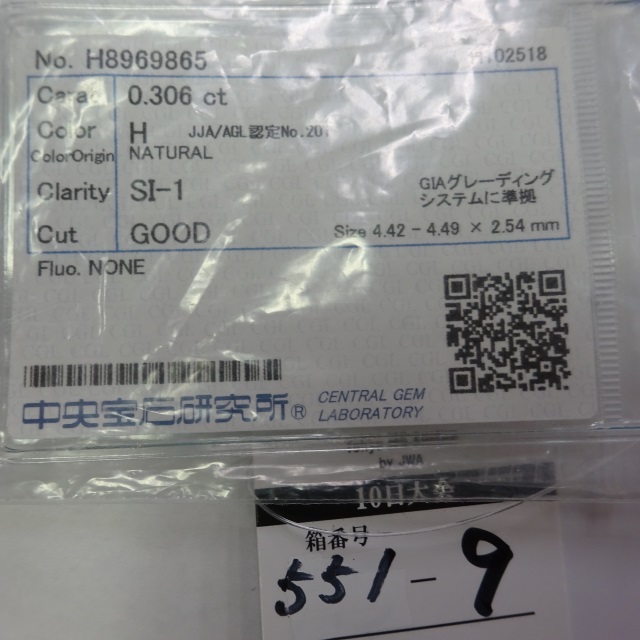 No. H8969865 102518
Carat 0.306 ct
Color H JJA/AGL認定No.201
ColorOrigin NATURAL
Clarity SI-1 GIAグレーディング
システムに準拠
Cut GOOD Size 4.42 - 4.49 × 2.54 mm
Fluo. NONE
中央宝石研究所® CENTRAL GEM
LABORATORY
by JWA
10日大
箱番号
551-9